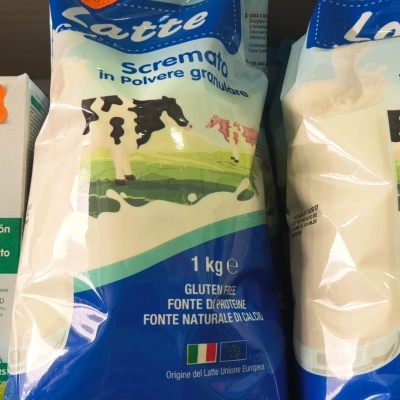 Latte
Scremato
in Polvere granulare
1 kg e
GLUTEN FREE
FONTE DI PROTEINE
FONTE NATURALE DI CALCIO
Origine del Latte Unione Europea